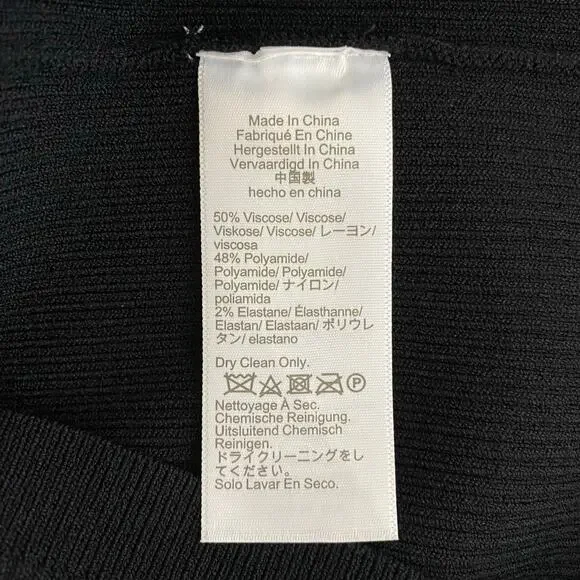 Made In China
Fabriqué En Chine
Hergestellt In China
Vervaardigd In China
中国製
hecho en china
50% Viscose/ Viscose/
Viskose/ Viscose/ レーヨン/
viscosa
48% Polyamide/
Polyamide/ Polyamide/
Polyamide/ ナイロン/
poliamida
2% Elastane/ Élasthanne/
Elastan/ Elastaan/ ポリウレ
タン/ elastano
Dry Clean Only.
P
Nettoyage À Sec.
Chemische Reinigung.
Uitsluitend Chemisch
Reinigen.
ドライクリーニングをし
てください。
Solo Lavar En Seco.